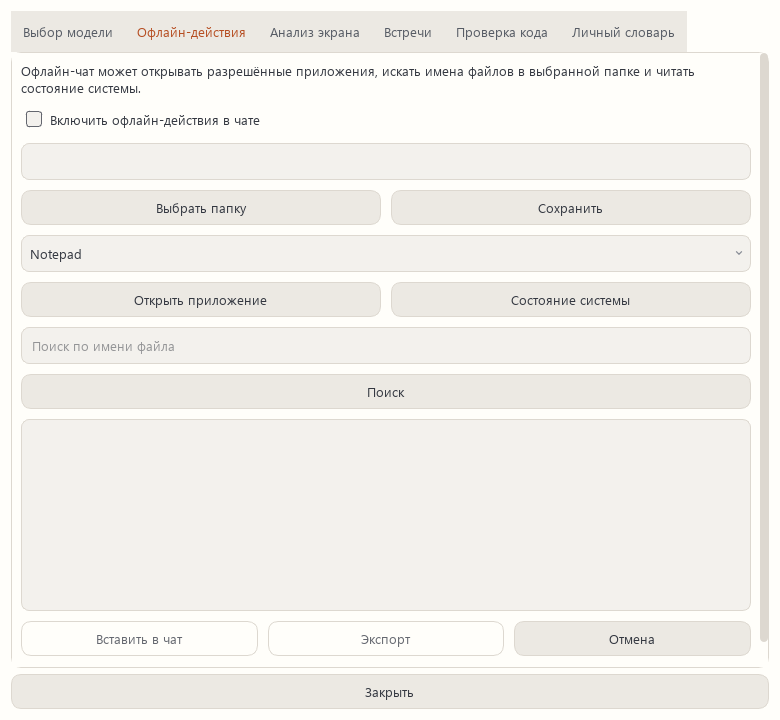 Выбор модели Офлайн-действия Анализ экрана Встречи Проверка кода Личный словарь
Офлайн-чат может открывать разрешённые приложения, искать имена файлов в выбранной папке и читать
состояние системы.
Включить офлайн-действия в чате
Выбрать папку Сохранить
Notepad
Открыть приложение Состояние системы
Поиск по имени файла
Поиск
Вставить в чат Экспорт Отмена
Закрыть